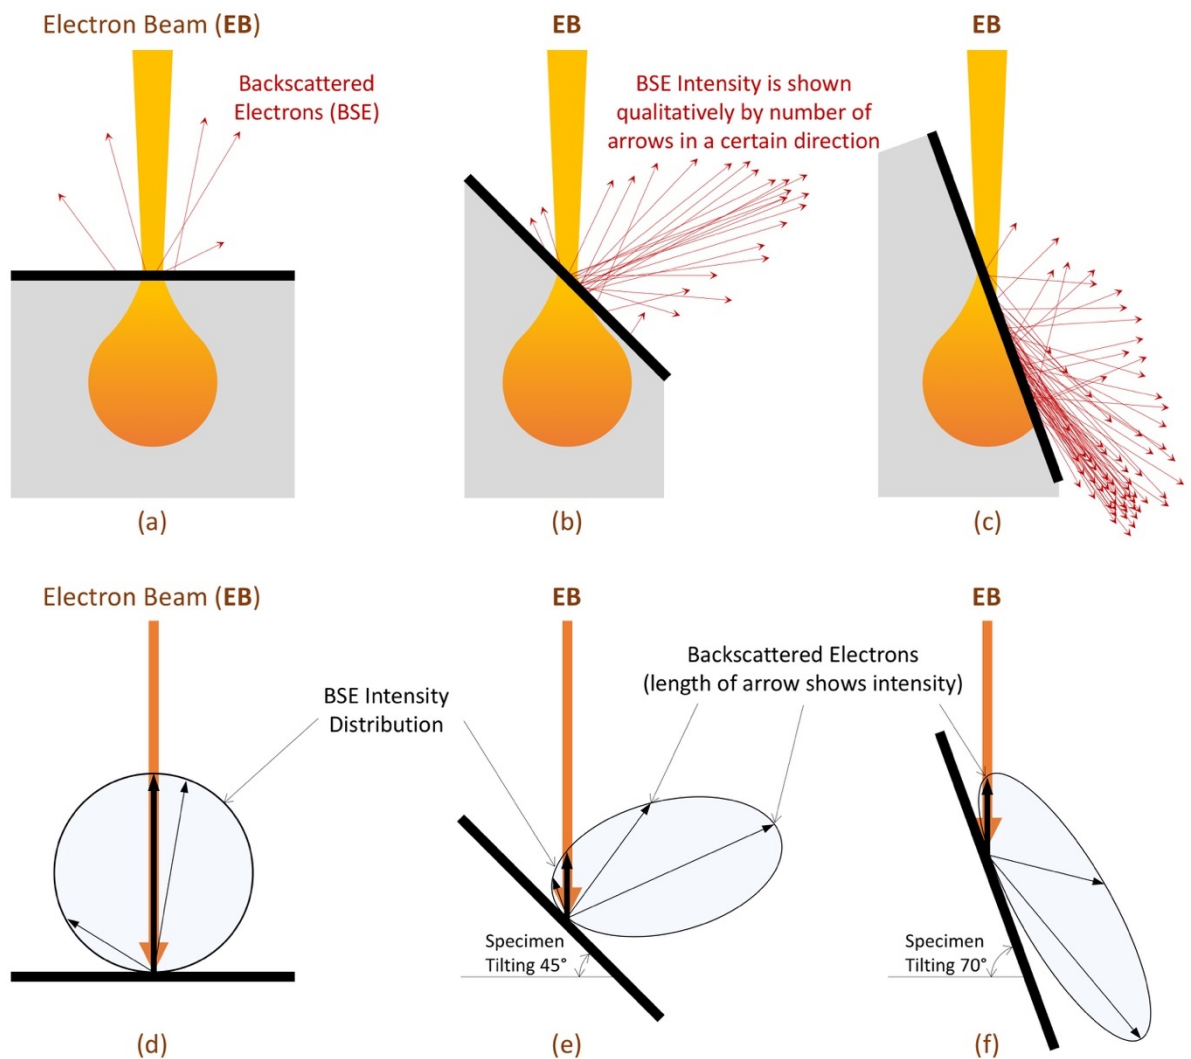 Electron Beam (EB)
EB
EB
Backscattered
Electrons (BSE)
BSE Intensity is shown
qualitatively by number of
arrows in a certain direction
(a)
(b)
(c)
Electron Beam (EB)
EB
EB
BSE Intensity
Distribution
Backscattered Electrons
(length of arrow shows intensity)
Specimen
Tilting 45°
Specimen
Tilting 70°
(d)
(e)
(f)